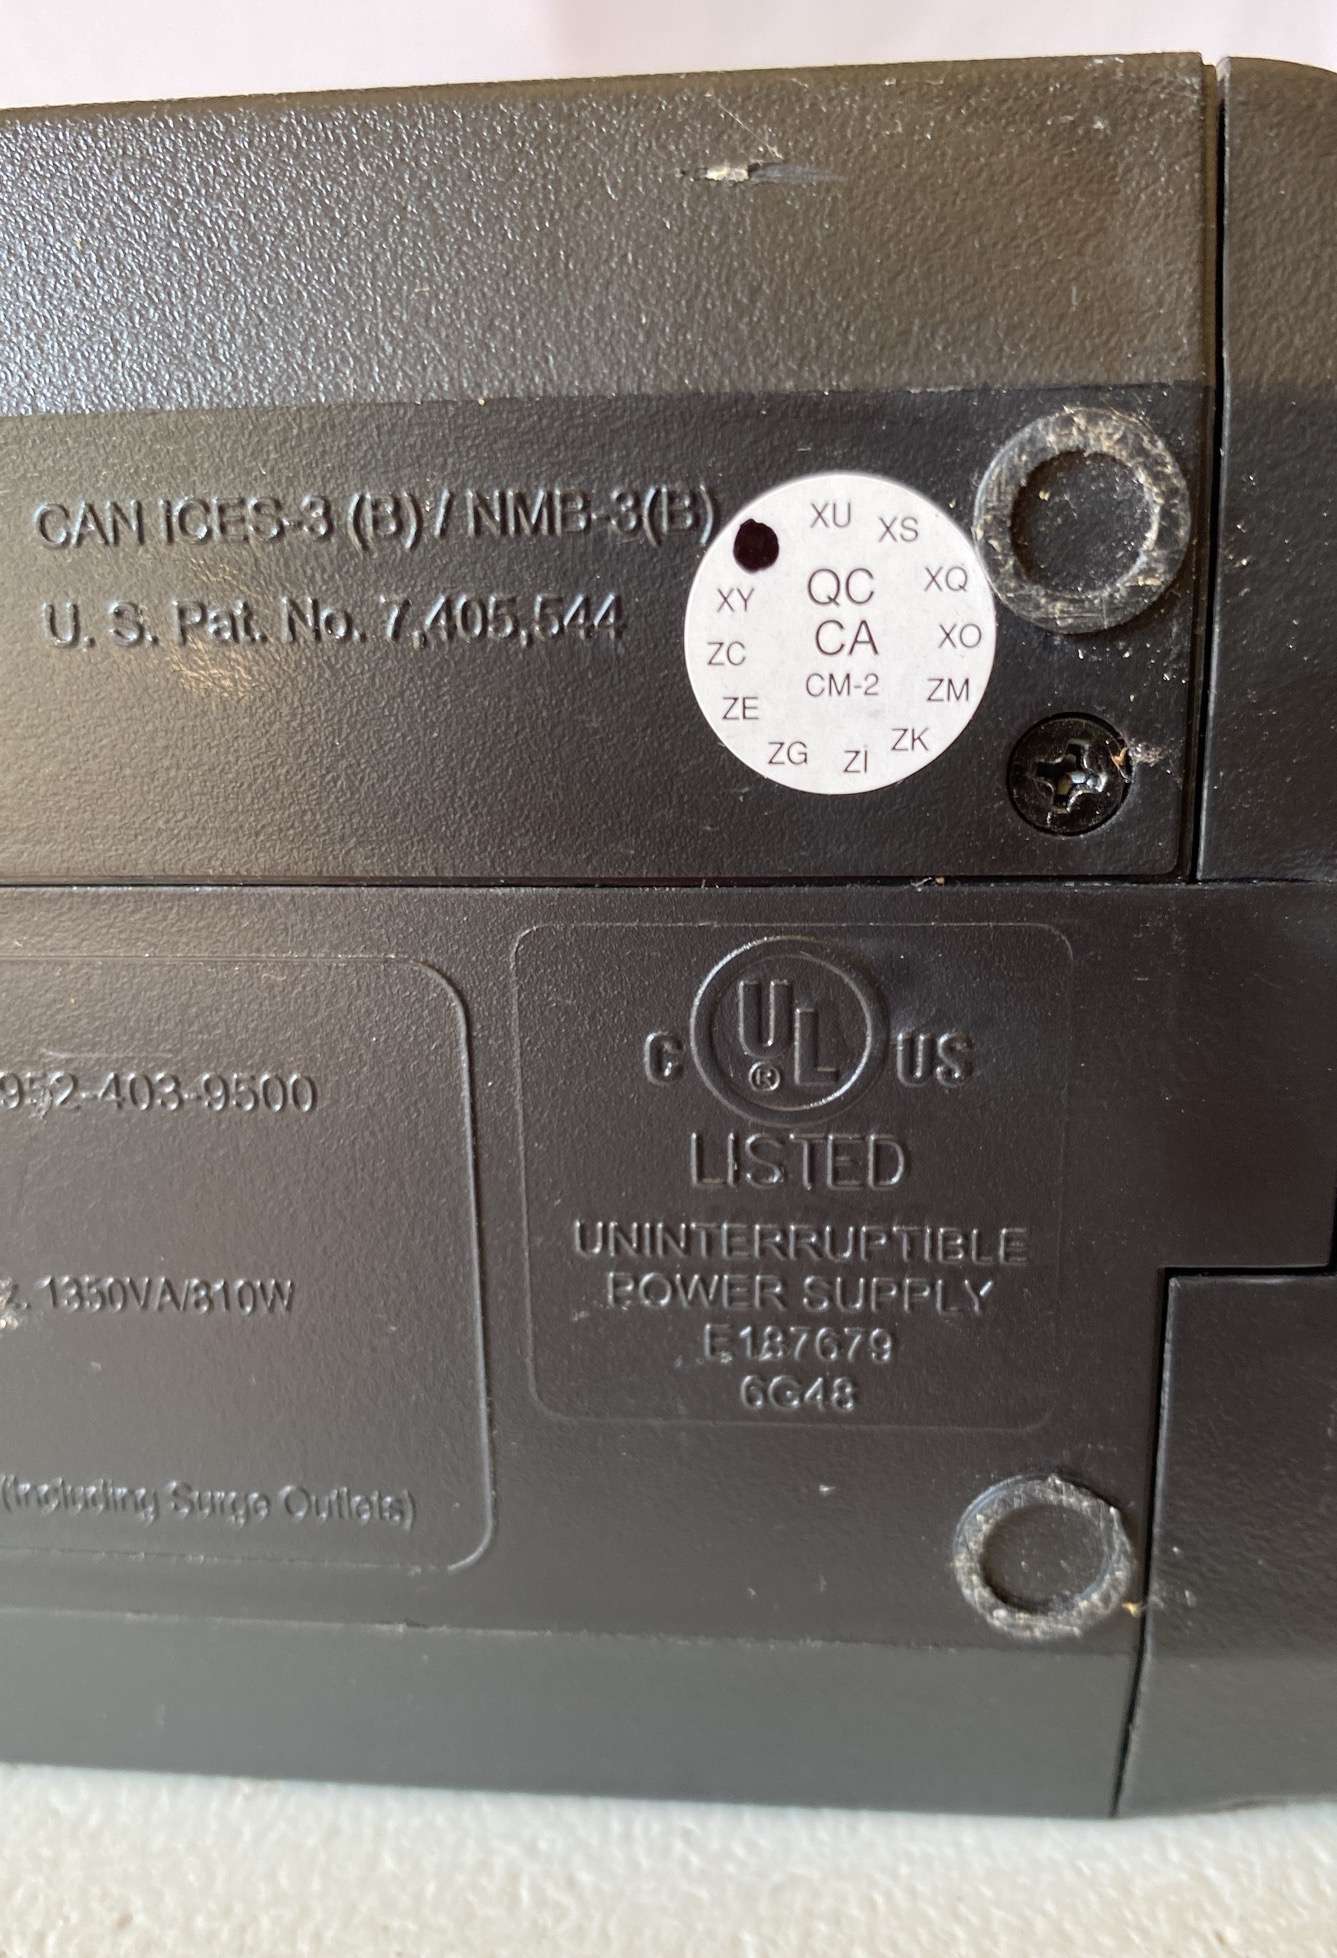 CAN ICES-3 (B) / NMB-3(B)
U. S. Pat. No. 7,405,544
XU
XS
XQ
XO
ZM
ZK
ZI
ZG
ZE
ZC
XY
QC
CA
CM-2
952-403-9500
1350VA/810W
(Including Surge Outlets)
C UL® US
LISTED
UNINTERRUPTIBLE
POWER SUPPLY
E187679
6G48